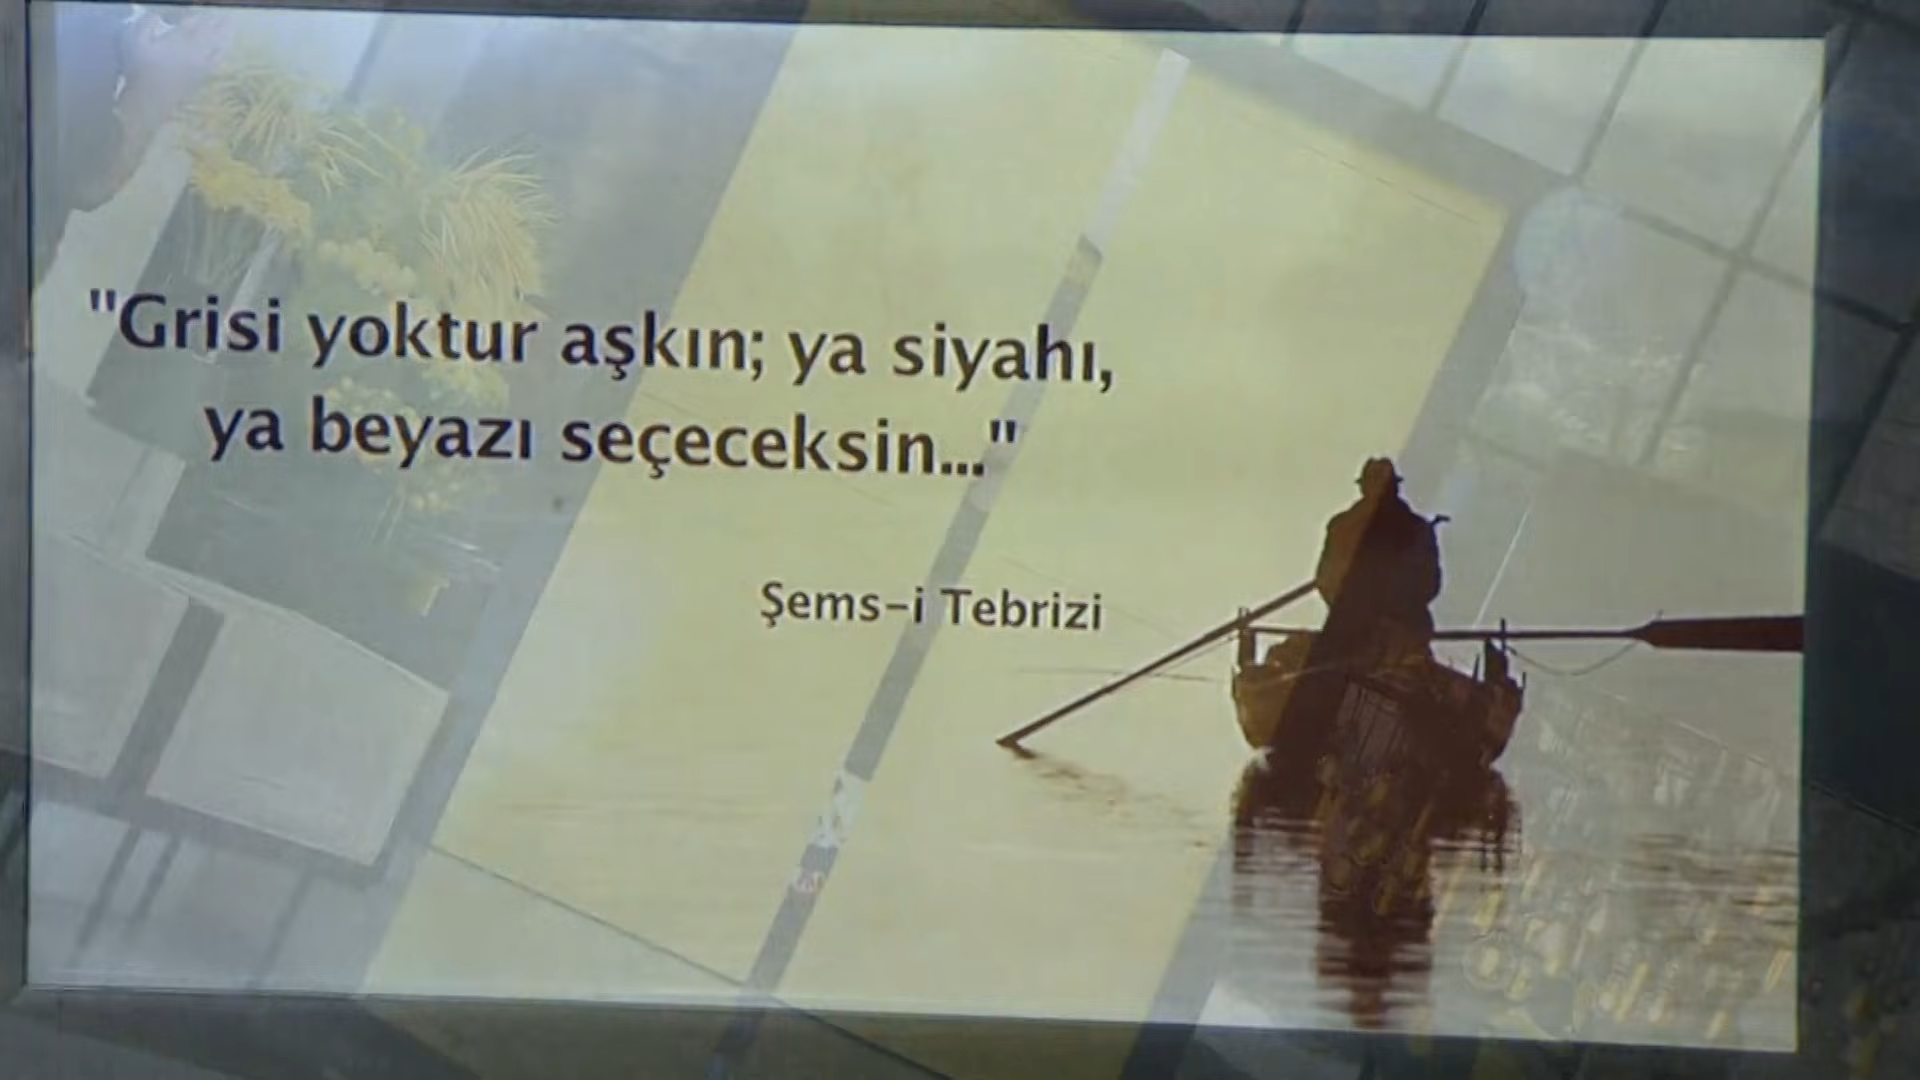 "Grisi yoktur aşkın; ya siyahı,
ya beyazı seçeceksin..."
Şems-i Tebrizi